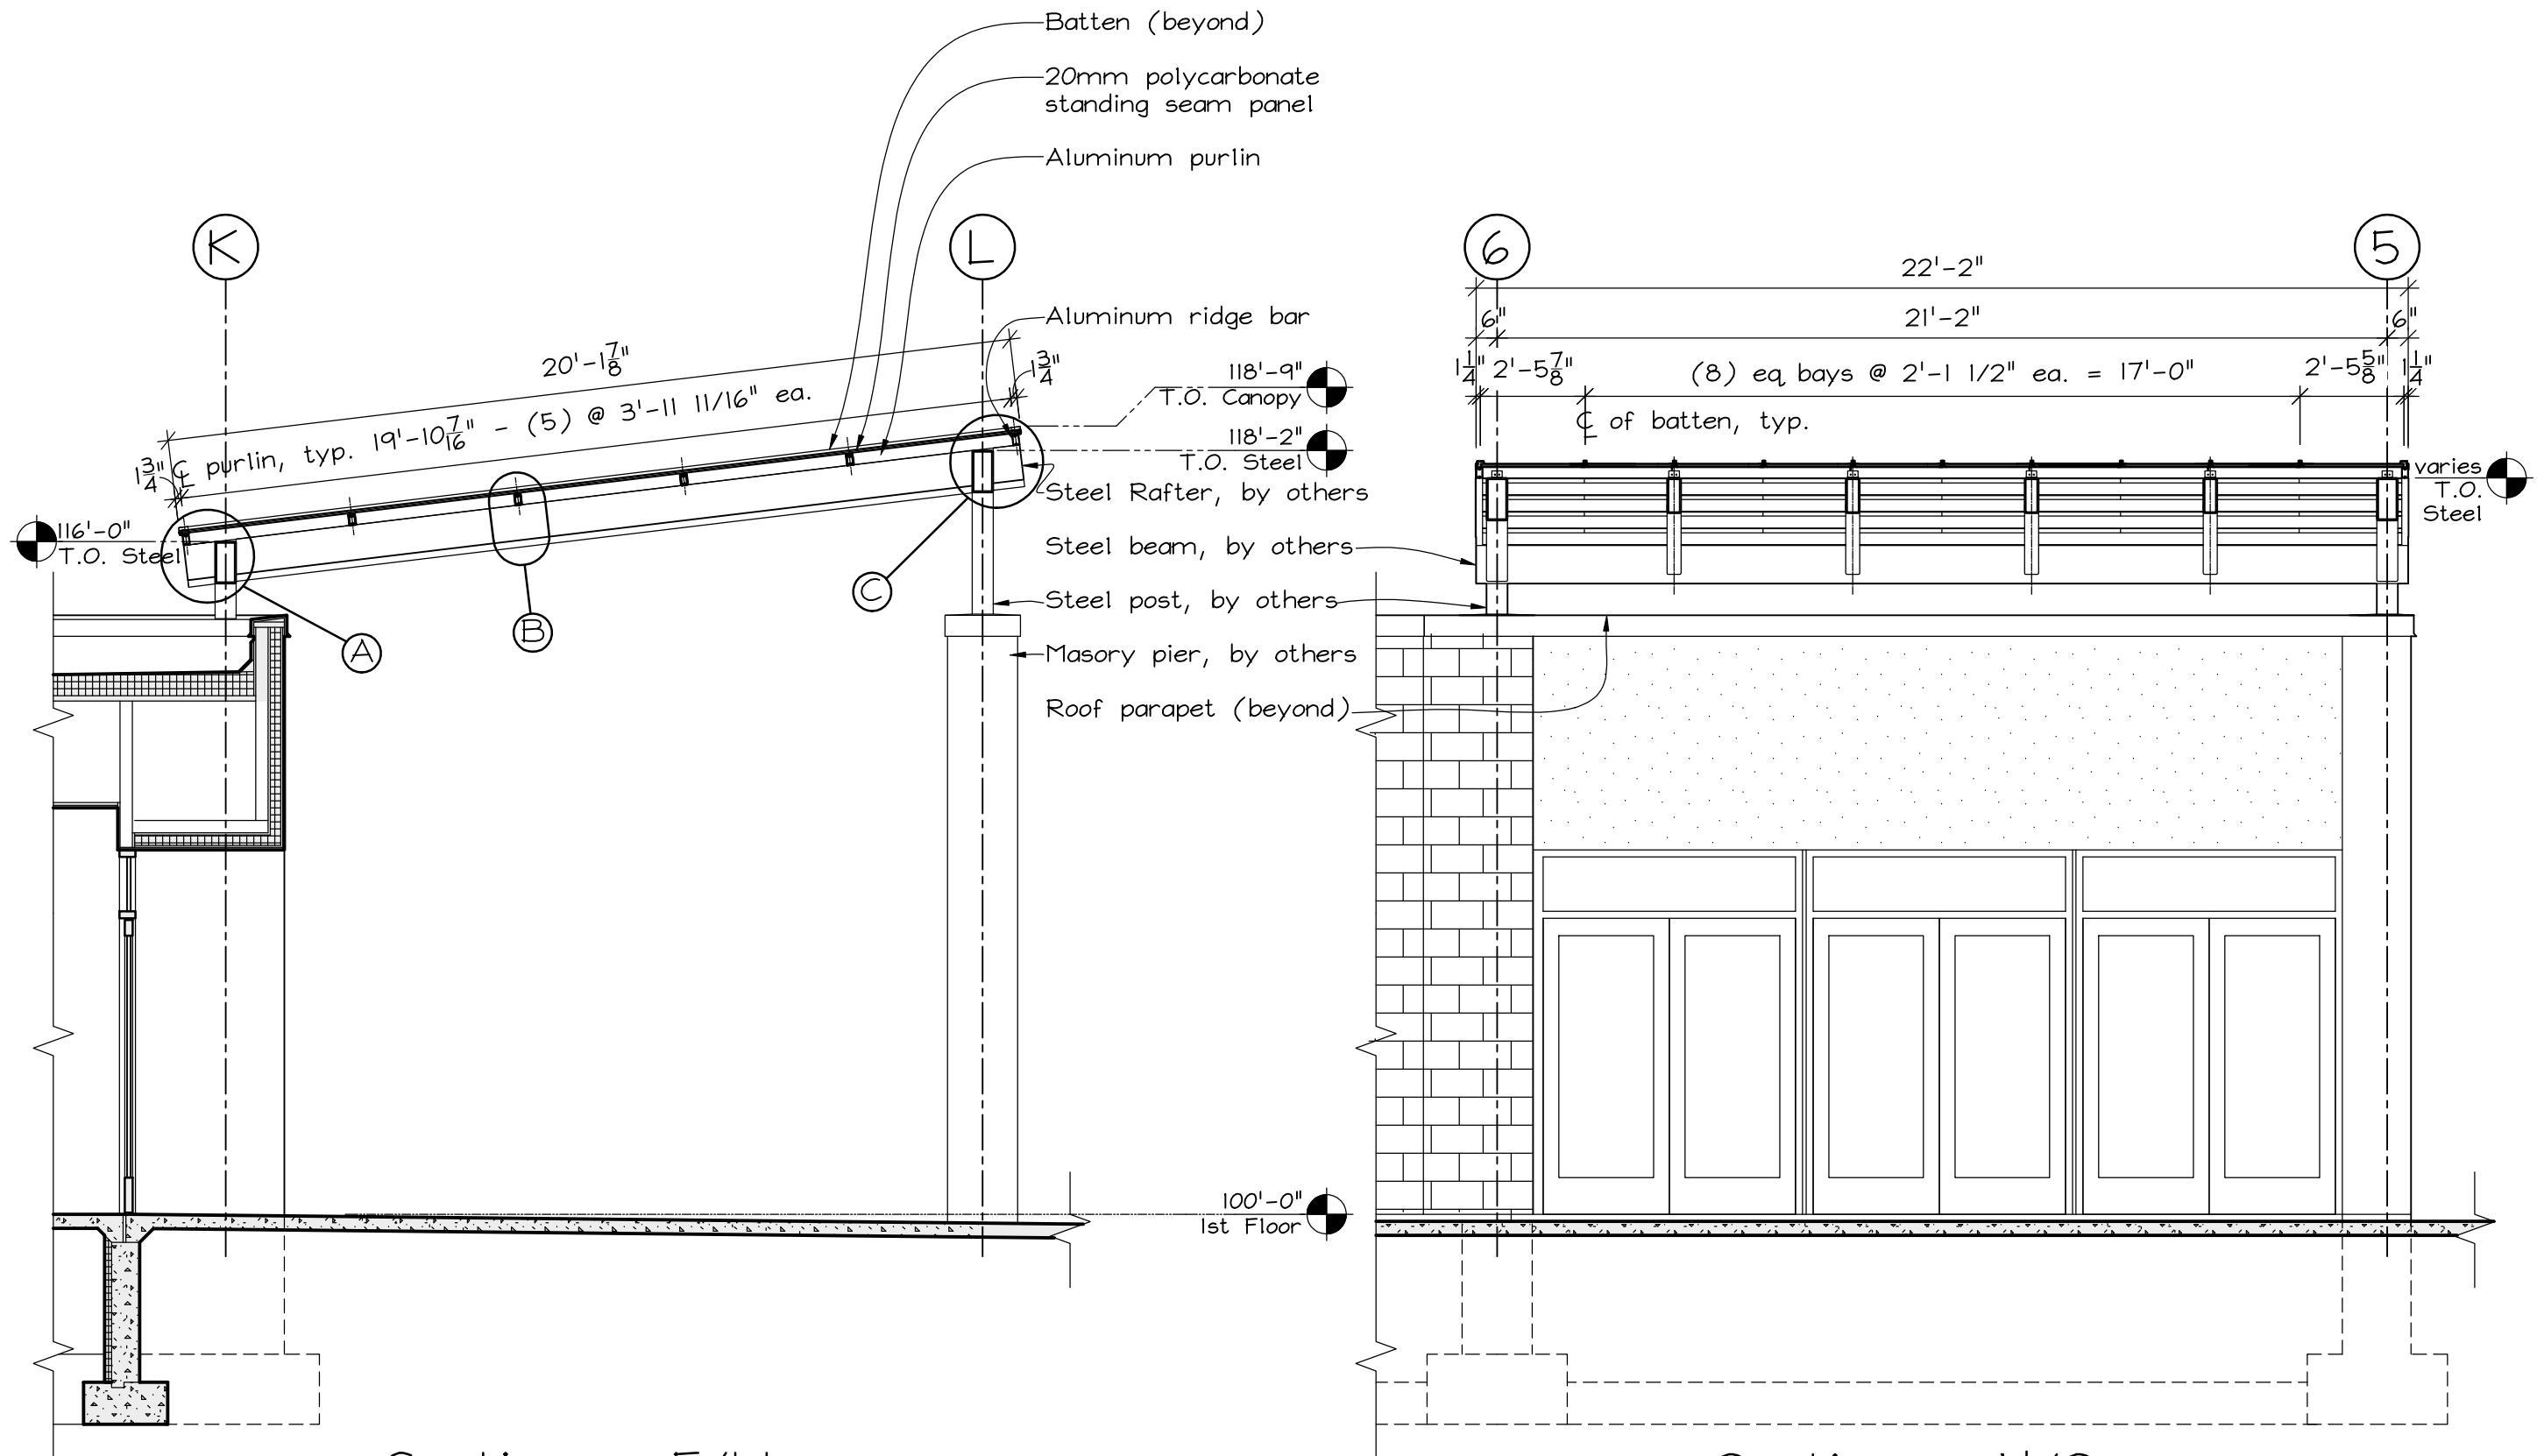 Batten (beyond)
20mm polycarbonate
standing seam panel
Aluminum purlin
K
L
Aluminum ridge bar
20'-1 7/8"
1 3/4"
1 3/4"
℄ purlin, typ. 19'-10 7/16" - (5) @ 3'-11 11/16" ea.
118'-9"
T.O. Canopy
118'-2"
T.O. Steel
116'-0"
T.O. Steel
Steel Rafter, by others
Steel beam, by others
Steel post, by others
Masory pier, by others
Roof parapet (beyond)
A
B
C
100'-0"
1st Floor
6
5
22'-2"
6"
21'-2"
6"
1 1/4"
2'-5 7/8"
(8) eq bays @ 2'-1 1/2" ea. = 17'-0"
2'-5 5/8"
1 1/4"
℄ of batten, typ.
varies
T.O.
Steel